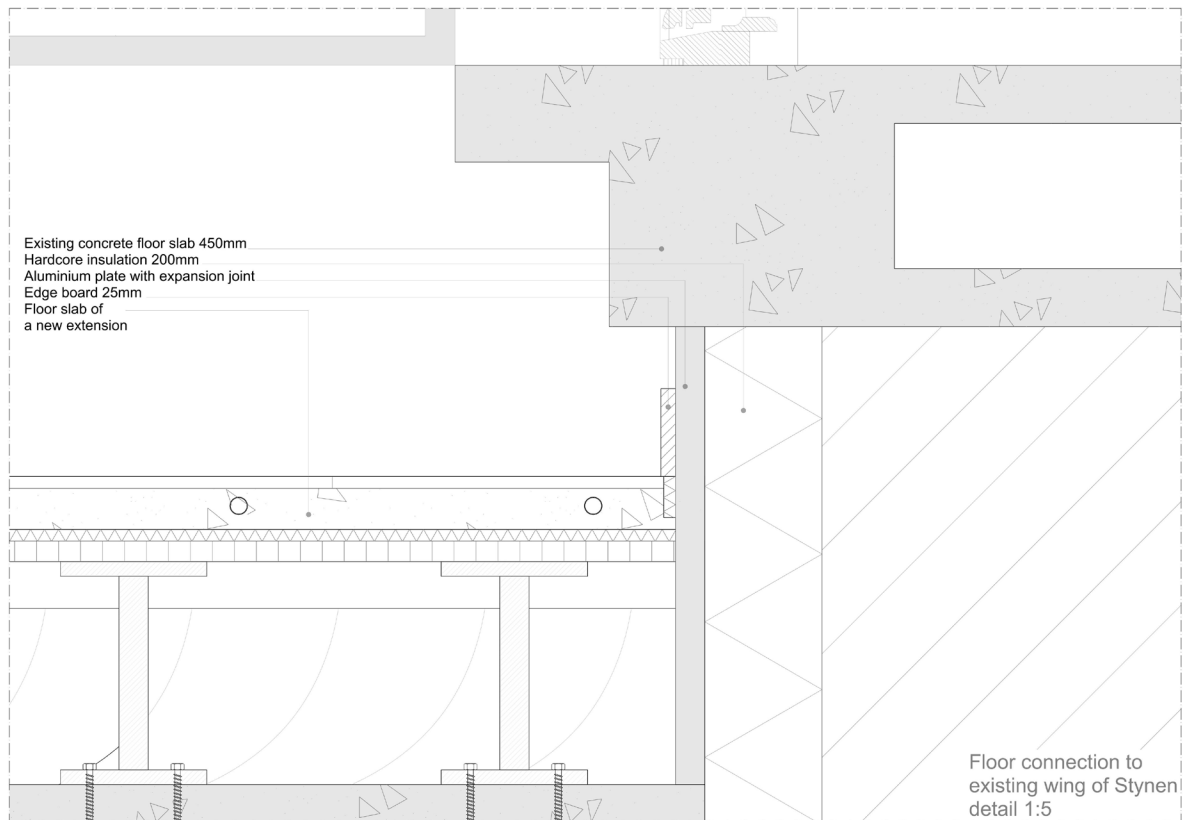 Existing concrete floor slab 450mm
Hardcore insulation 200mm
Aluminium plate with expansion joint
Edge board 25mm
Floor slab of
a new extension
Floor connection to
existing wing of Stynen
detail 1:5